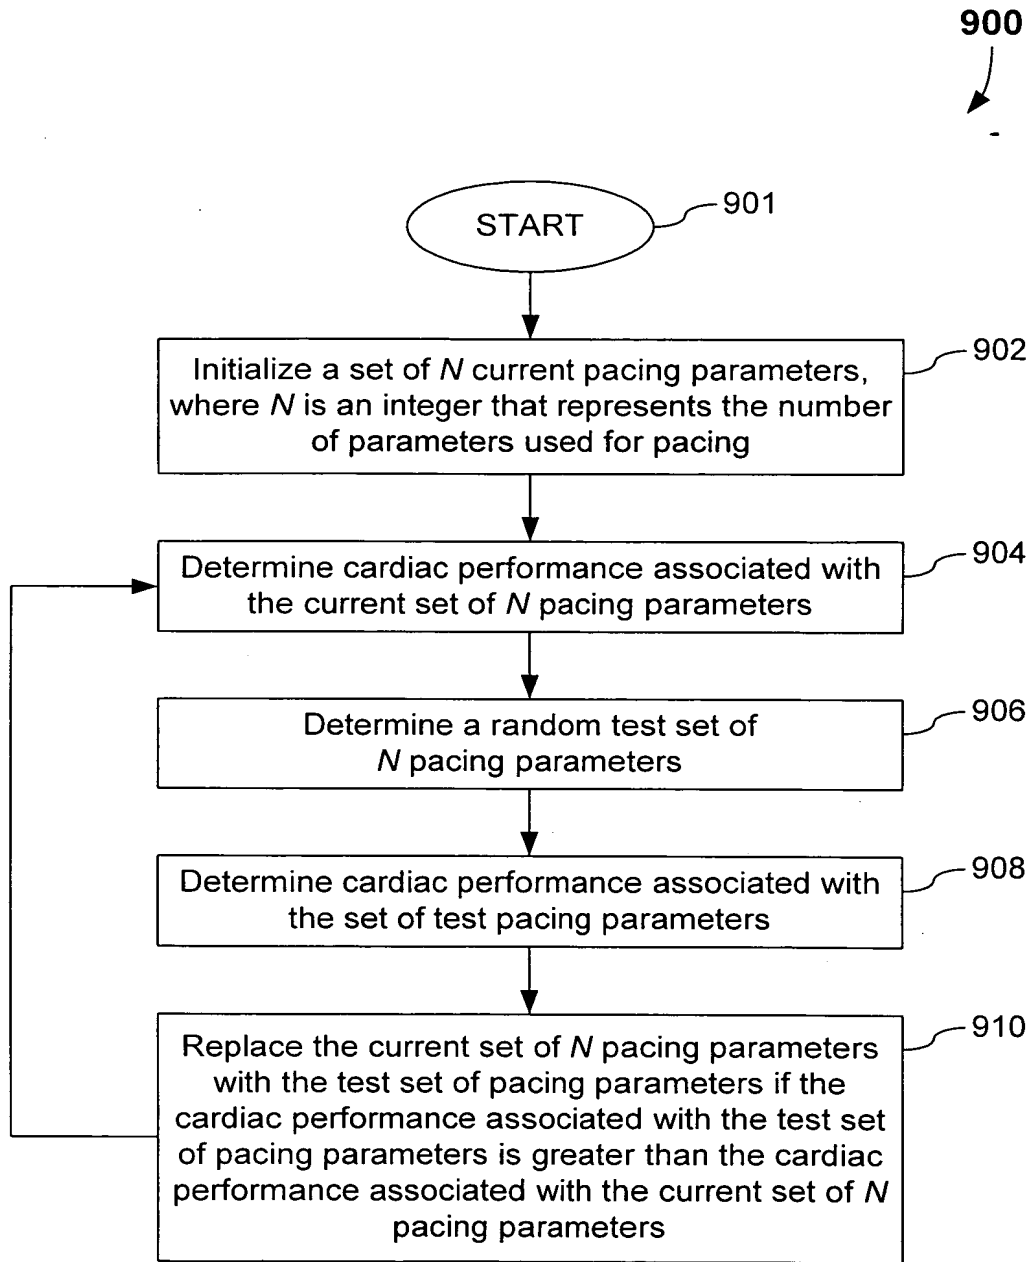 900
START
901
Initialize a set of N current pacing parameters,
where N is an integer that represents the number
of parameters used for pacing
902
Determine cardiac performance associated with
the current set of N pacing parameters
904
Determine a random test set of
N pacing parameters
906
Determine cardiac performance associated with
the set of test pacing parameters
908
Replace the current set of N pacing parameters
with the test set of pacing parameters if the
cardiac performance associated with the test set
of pacing parameters is greater than the cardiac
performance associated with the current set of N
pacing parameters
910